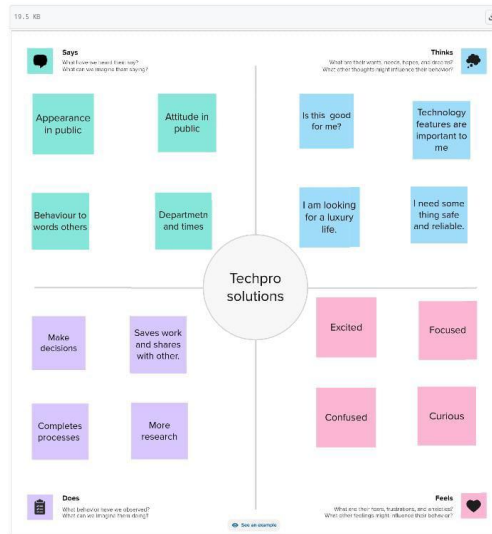 19.5 KB
Says
What have we heard them say?
What can we imagine them saying?
Thinks
What are their wants, needs, hopes, and dreams?
What other thoughts might influence their behavior?
Appearance
in public
Attitude in
public
Is this good
for me?
Technology
features are
important to
me
Behaviour to
words others
Departmetn
and times
I am looking
for a luxury
life.
I need some
thing safe
and reliable.
Techpro
solutions
Make
decisions
Saves work
and shares
with other.
Excited
Focused
Completes
processes
More
research
Confused
Curious
Does
What behavior have we observed?
What can we imagine them doing?
Feels
What are their fears, frustrations, and anxieties?
What other feelings might influence their behavior?
See an example